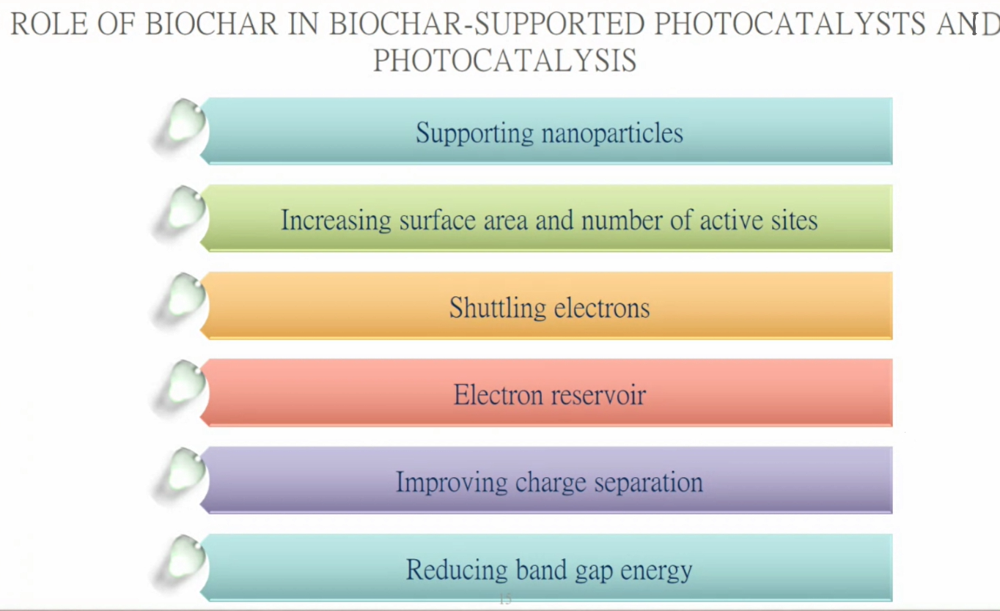 ROLE OF BIOCHAR IN BIOCHAR-SUPPORTED PHOTOCATALYSTS AND
PHOTOCATALYSIS
Supporting nanoparticles
Increasing surface area and number of active sites
Shuttling electrons
Electron reservoir
Improving charge separation
Reducing band gap energy
15